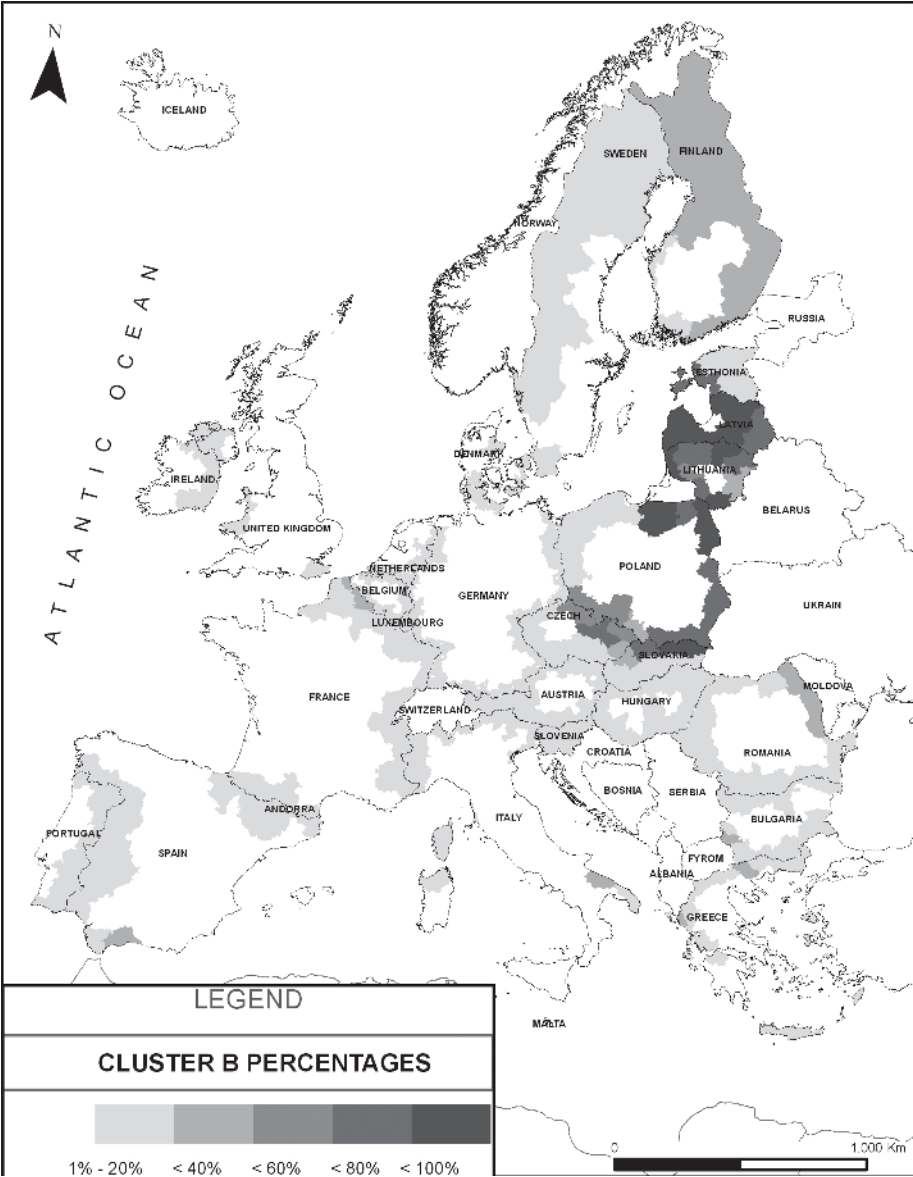 N
ICELAND
SWEDEN
FINLAND
NORWAY
ATLANTIC OCEAN
RUSSIA
ESTHONIA
LATVIA
DENMARK
LITHUANIA
IRELAND
UNITED KINGDOM
BELARUS
NETHERLANDS
POLAND
BELGIUM
GERMANY
UKRAIN
CZECH
LUXEMBOURG
SLOVAKIA
MOLDOVA
FRANCE
AUSTRIA
SWITZERLAND
HUNGARY
SLOVENIA
CROATIA
ROMANIA
BOSNIA
SERBIA
ANDORRA
ITALY
BULGARIA
PORTUGAL
SPAIN
FYROM
ALBANIA
GREECE
MALTA
LEGEND
CLUSTER B PERCENTAGES
1% - 20% < 40% < 60% < 80% < 100%
0 1.000 Km